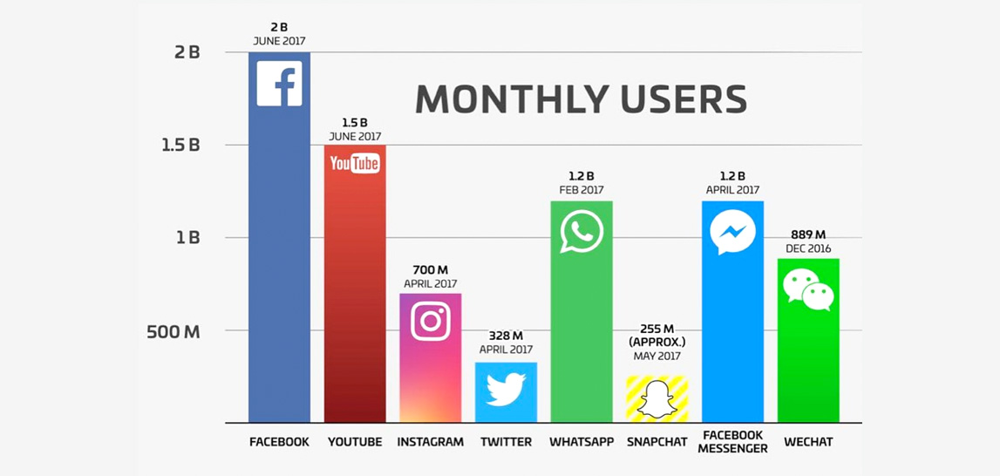 MONTHLY USERS
2 B
1.5 B
1 B
500 M
2 B
JUNE 2017
1.5 B
JUNE 2017
YouTube
700 M
APRIL 2017
328 M
APRIL 2017
1.2 B
FEB 2017
255 M
(APPROX.)
MAY 2017
1.2 B
APRIL 2017
889 M
DEC 2016
FACEBOOK
YOUTUBE
INSTAGRAM
TWITTER
WHATSAPP
SNAPCHAT
FACEBOOK
MESSENGER
WECHAT